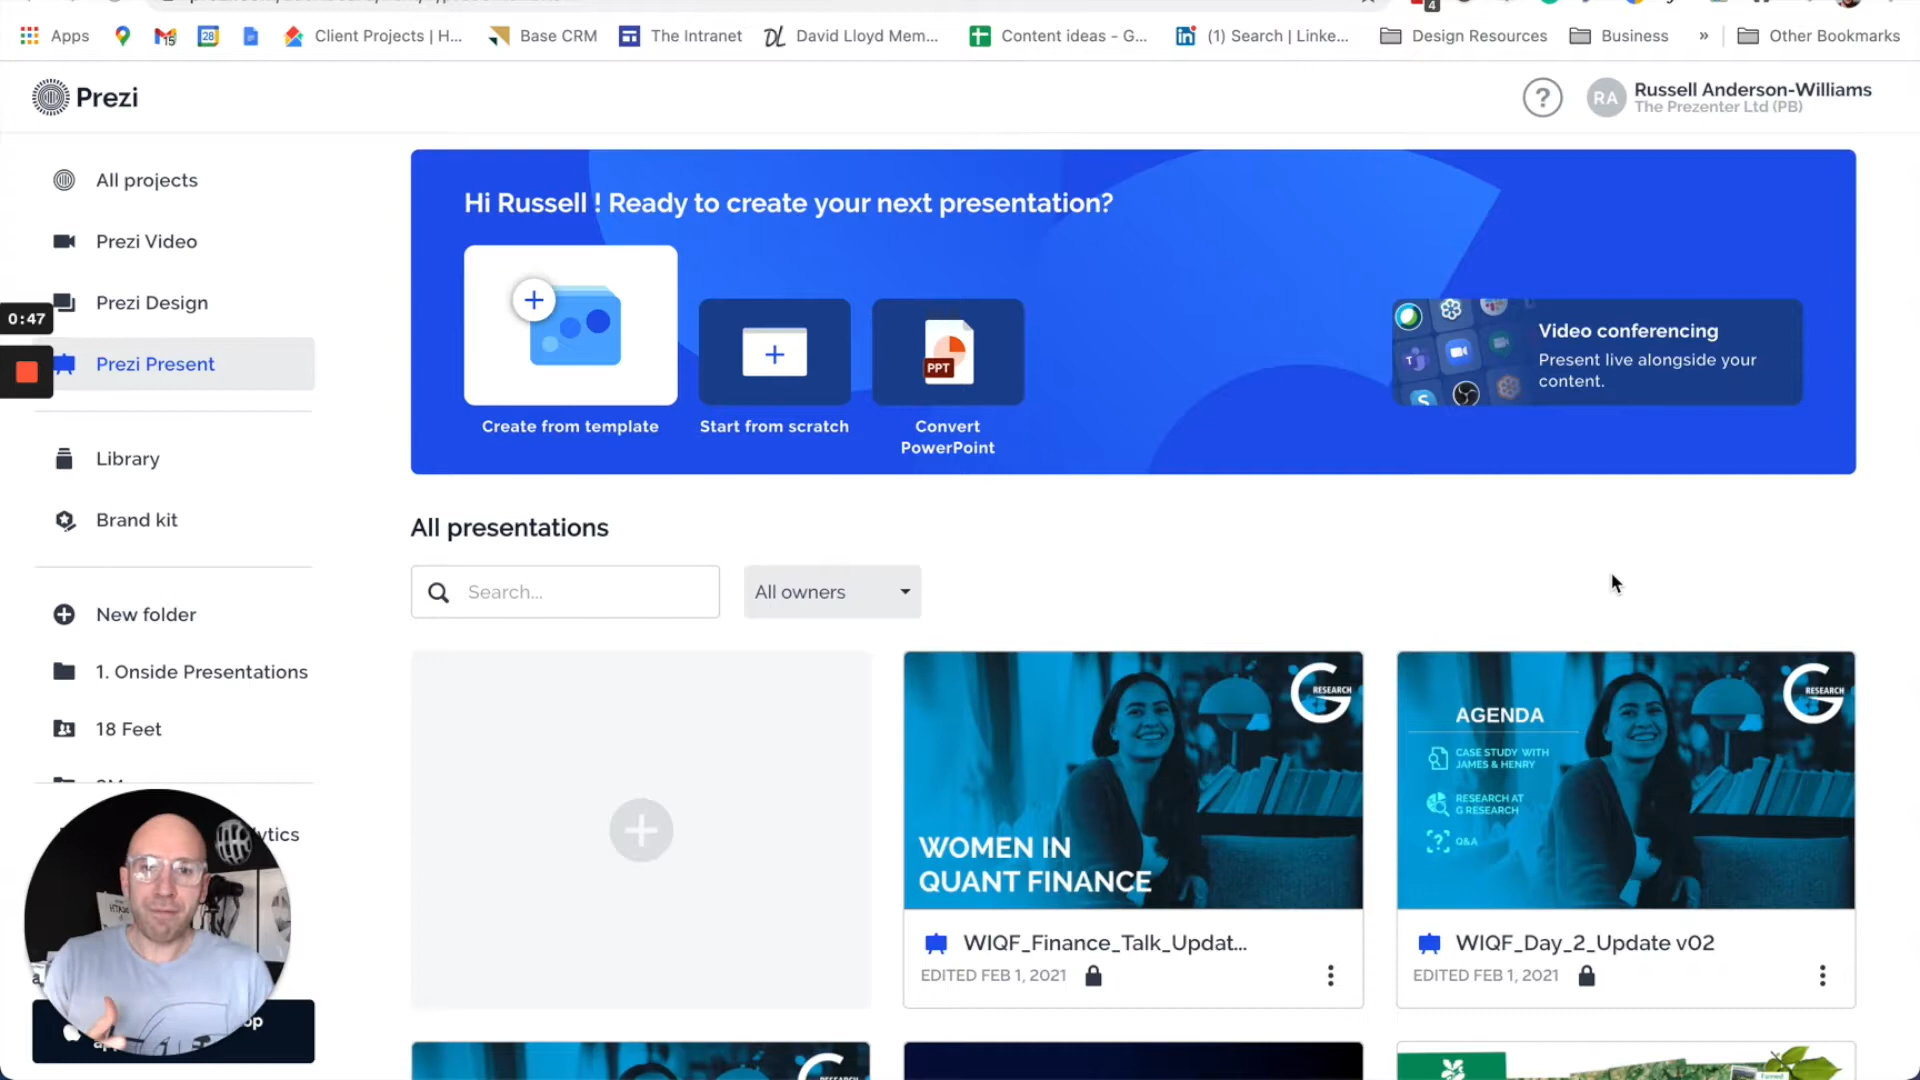 Apps
15
28
Client Projects | H...
Base CRM
The Intranet
DL
David Lloyd Mem...
Content ideas - G...
(1) Search | Linke...
Design Resources
Business
»
Other Bookmarks
4
Prezi
?
RA
Russell Anderson-Williams
The Prezenter Ltd (PB)
All projects
Prezi Video
Prezi Design
0:47
Prezi Present
Library
Brand kit
New folder
1. Onside Presentations
18 Feet
Hi Russell ! Ready to create your next presentation?
PPT
Create from template
Start from scratch
Convert
PowerPoint
Video conferencing
Present live alongside your
content.
All presentations
Search...
All owners
G RESEARCH
WOMEN IN
QUANT FINANCE
WIQF_Finance_Talk_Updat...
EDITED FEB 1, 2021
G RESEARCH
AGENDA
CASE STUDY WITH
JAMES & HENRY
RESEARCH AT
G RESEARCH
Q&A
WIQF_Day_2_Update v02
EDITED FEB 1, 2021